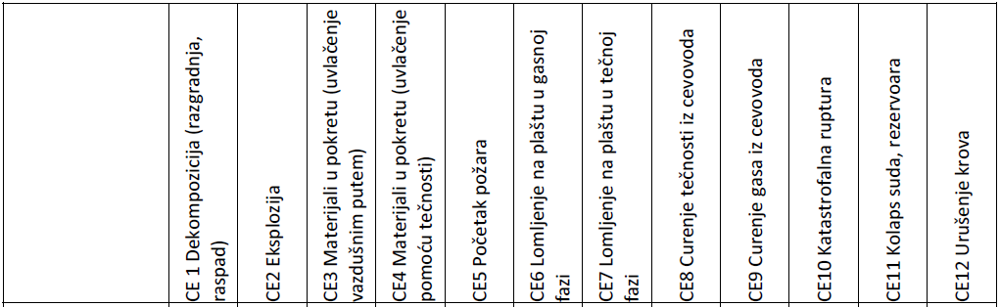 CE 1 Dekompozicija (razgradnja,
raspad)
CE2 Eksplozija
CE3 Materijali u pokretu (uvlačenje
vazdušnim putem)
CE4 Materijali u pokretu (uvlačenje
pomoću tečnosti)
CE5 Početak požara
CE6 Lomljenje na plaštu u gasnoj
fazi
CE7 Lomljenje na plaštu u tečnoj
fazi
CE8 Curenje tečnosti iz cevovoda
CE9 Curenje gasa iz cevovoda
CE10 Katastrofalna ruptura
CE11 Kolaps suda, rezervoara
CE12 Urušenje krova